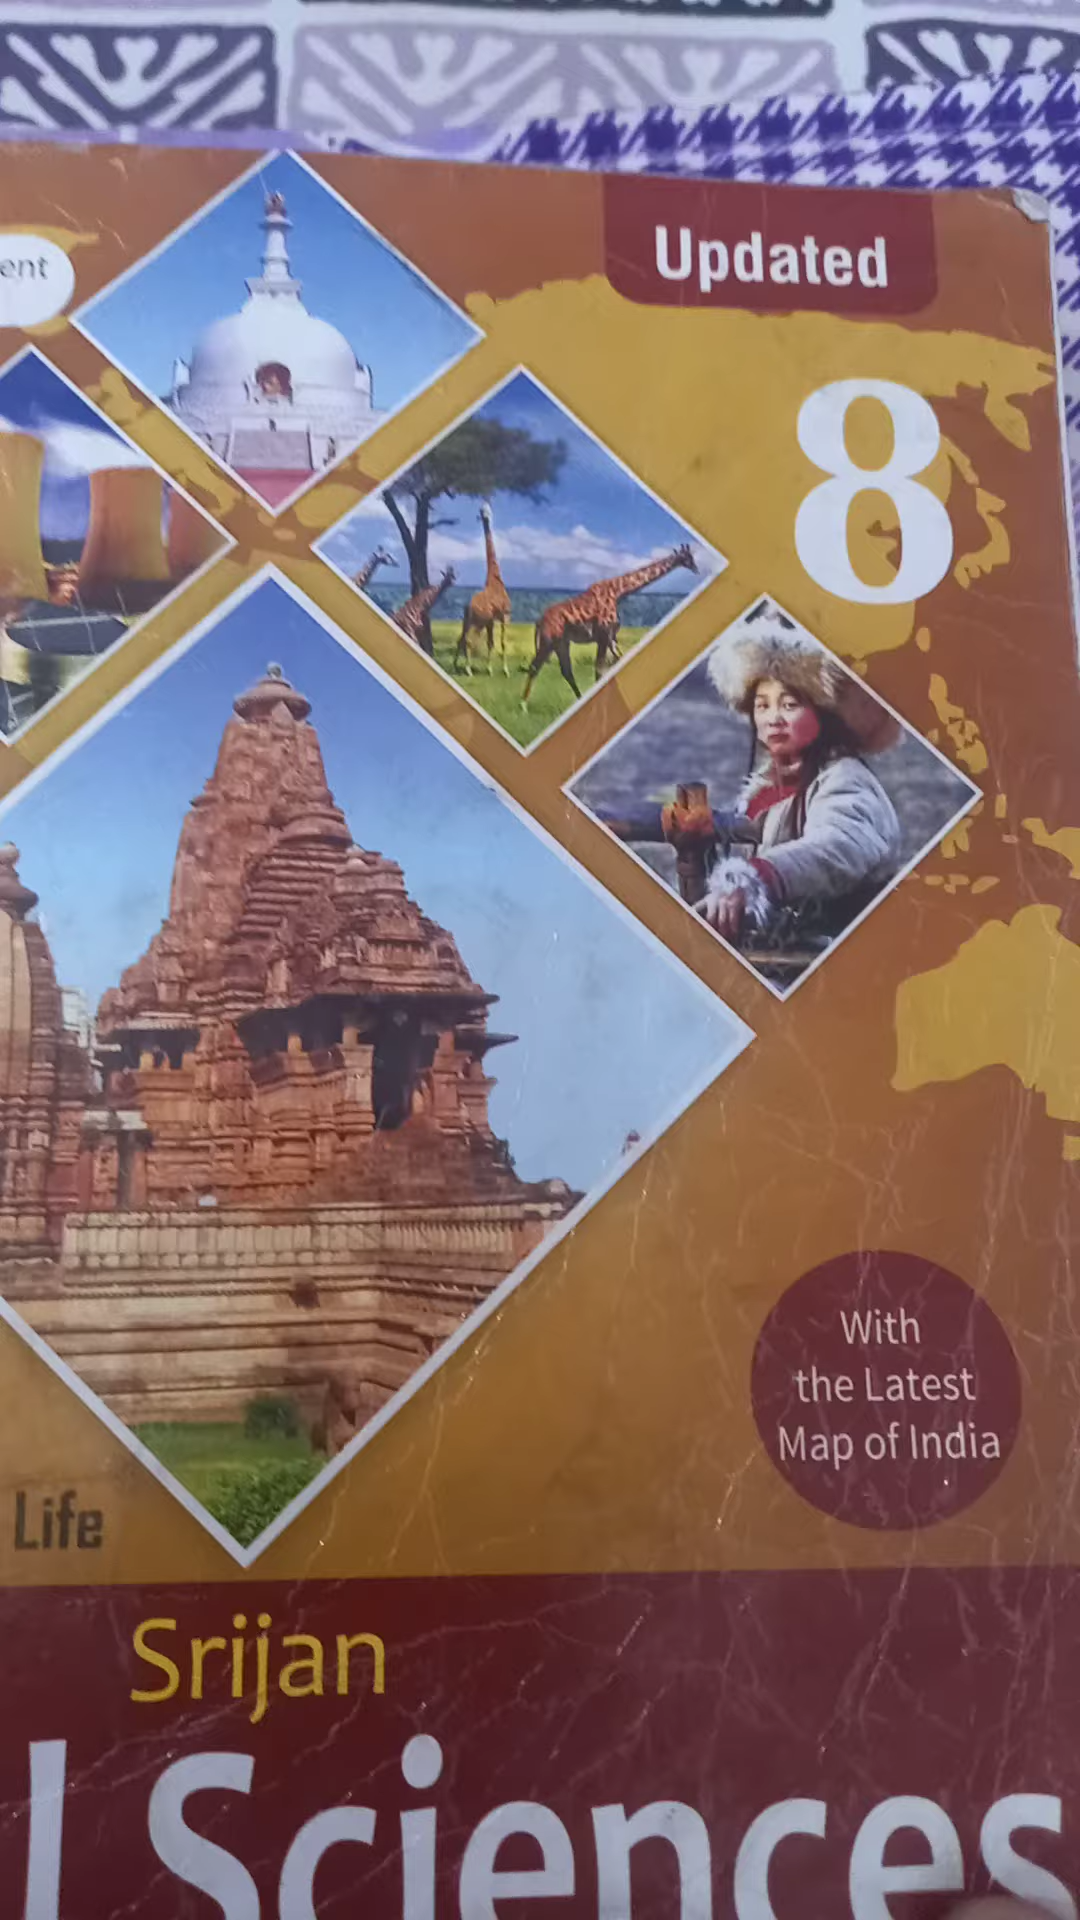 Updated
ent
8
With
the Latest
Map of India
Life
Srijan
l Sciences